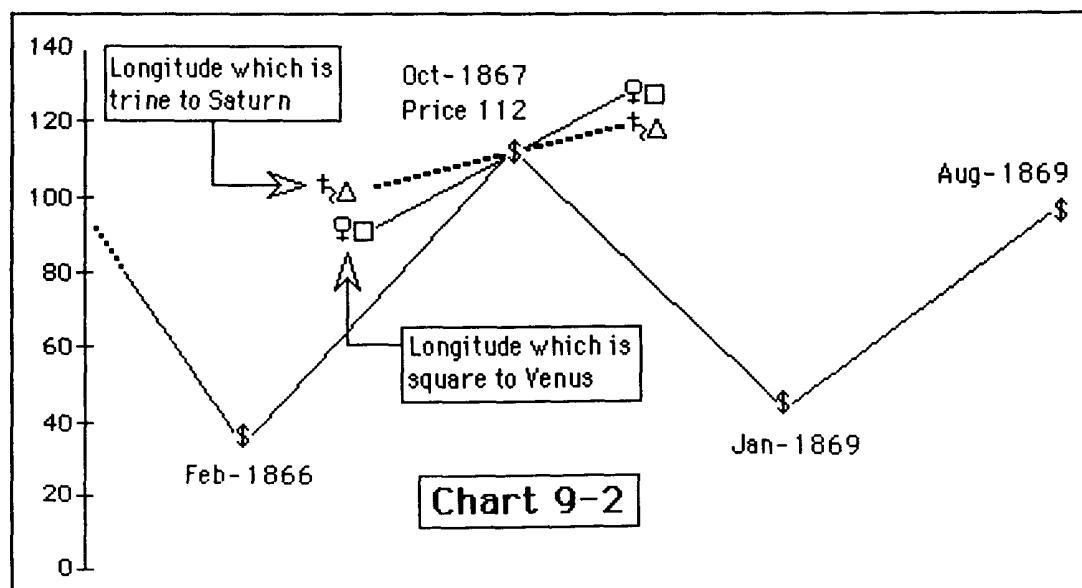 140
120
100
80
60
40
20
0
Longitude which is
trine to Saturn
Oct-1867
Price 112
♀□
♄△
$
♄△
♀□
Aug-1869
$
Longitude which is
square to Venus
$
Feb-1866
$
Jan-1869
Chart 9-2